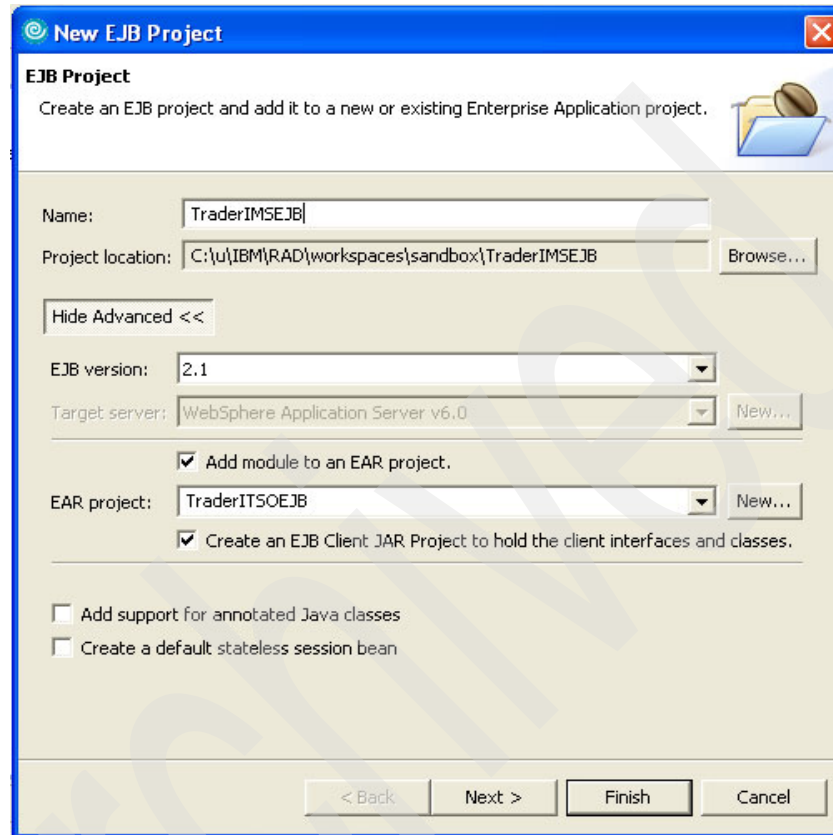 New EJB Project
EJB Project
Create an EJB project and add it to a new or existing Enterprise Application project.
Name: TraderIMSEJB
Project location: C:\u\IBM\RAD\workspaces\sandbox\TraderIMSEJB Browse...
Hide Advanced <<
EJB version: 2.1
Target server: WebSphere Application Server v6.0 New...
Add module to an EAR project.
EAR project: TraderITSOEJB New...
Create an EJB Client JAR Project to hold the client interfaces and classes.
Add support for annotated Java classes
Create a default stateless session bean
< Back Next > Finish Cancel